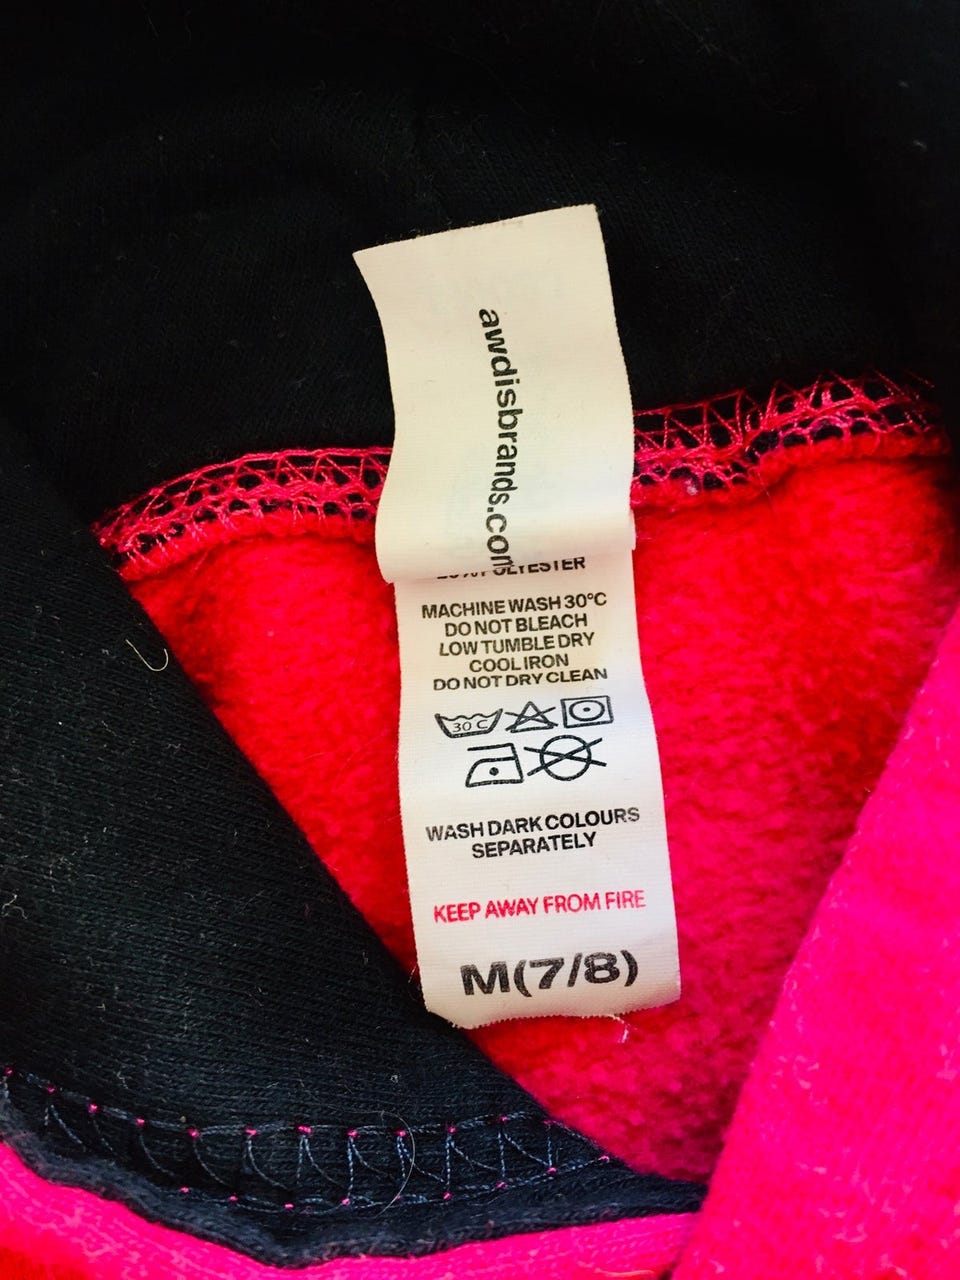 awdisbrands.com
POLYESTER
MACHINE WASH 30°C
DO NOT BLEACH
LOW TUMBLE DRY
COOL IRON
DO NOT DRY CLEAN
30 C
WASH DARK COLOURS
SEPARATELY
KEEP AWAY FROM FIRE
M(7/8)